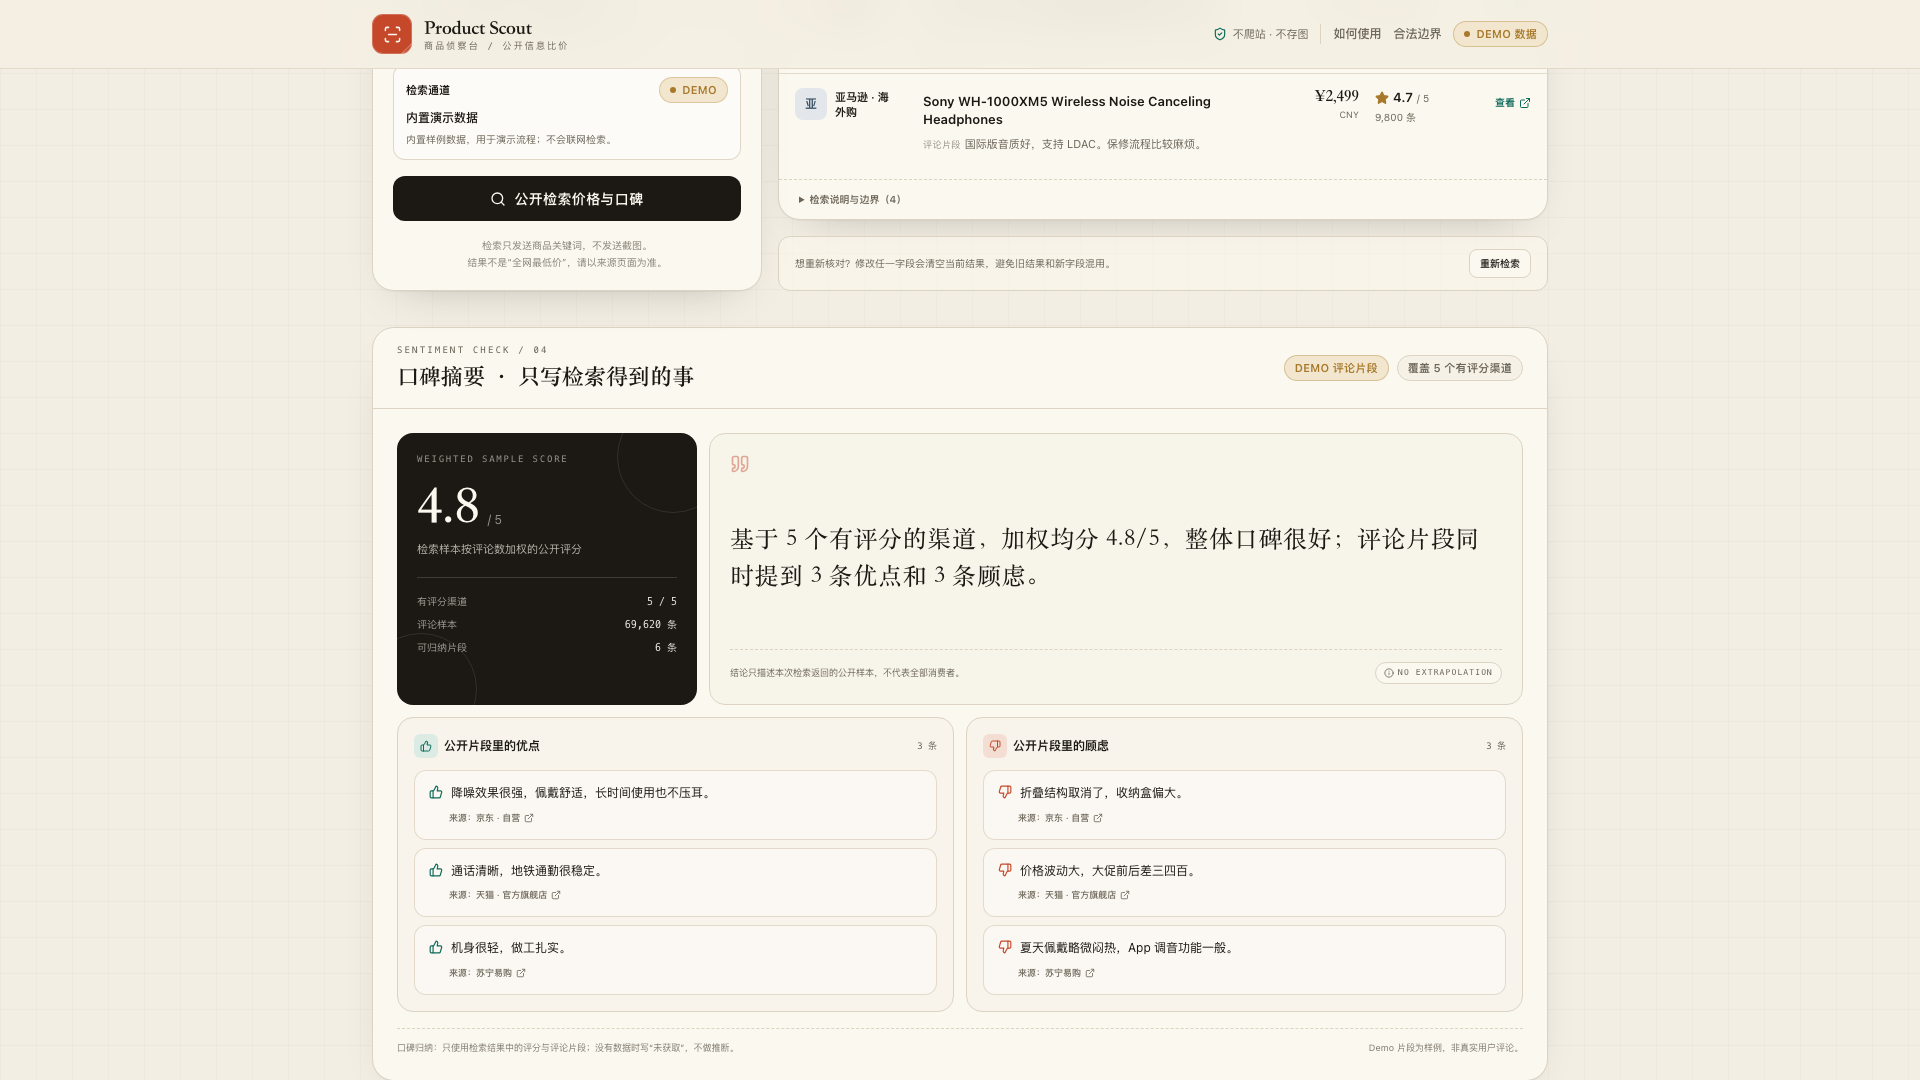 Product Scout
商品侦察台 / 公开信息比价
不爬站 · 不存图
如何使用
合法边界
DEMO 数据
检索通道
DEMO
内置演示数据
内置样例数据，用于演示流程；不会联网检索。
公开检索价格与口碑
检索只发送商品关键词，不发送截图。
结果不是“全网最低价”，请以来源页面为准。
亚
亚马逊 · 海
外购
Sony WH-1000XM5 Wireless Noise Canceling
Headphones
评论片段 国际版音质好，支持 LDAC。保修流程比较麻烦。
¥2,499
CNY
4.7 / 5
9,800 条
查看
检索说明与边界（4）
想重新核对？修改任一字段会清空当前结果，避免旧结果和新字段混用。
重新检索
SENTIMENT CHECK / 04
口碑摘要 · 只写检索得到的事
DEMO 评论片段
覆盖 5 个有评分渠道
WEIGHTED SAMPLE SCORE
4.8 / 5
检索样本按评论数加权的公开评分
有评分渠道 5 / 5
评论样本 69,620 条
可归纳片段 6 条
基于 5 个有评分的渠道，加权均分 4.8/5，整体口碑很好；评论片段同
时提到 3 条优点和 3 条顾虑。
结论只描述本次检索返回的公开样本，不代表全部消费者。
NO EXTRAPOLATION
公开片段里的优点 3 条
降噪效果很强，佩戴舒适，长时间使用也不压耳。
来源：京东 · 自营
通话清晰，地铁通勤很稳定。
来源：天猫 · 官方旗舰店
机身很轻，做工扎实。
来源：苏宁易购
公开片段里的顾虑 3 条
折叠结构取消了，收纳盒偏大。
来源：京东 · 自营
价格波动大，大促前后差三四百。
来源：天猫 · 官方旗舰店
夏天佩戴略微闷热，App 调音功能一般。
来源：苏宁易购
口碑归纳：只使用检索结果中的评分与评论片段；没有数据时写“未获取”，不做推断。
Demo 片段为样例，非真实用户评论。